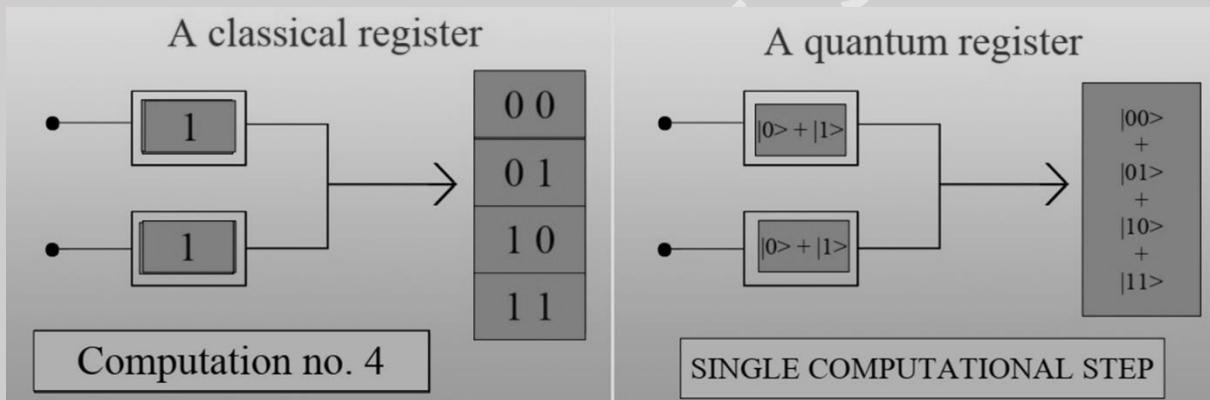 A classical register
1
1
0 0
0 1
1 0
1 1
Computation no. 4
A quantum register
|0> + |1>
|0> + |1>
|00>
+
|01>
+
|10>
+
|11>
SINGLE COMPUTATIONAL STEP